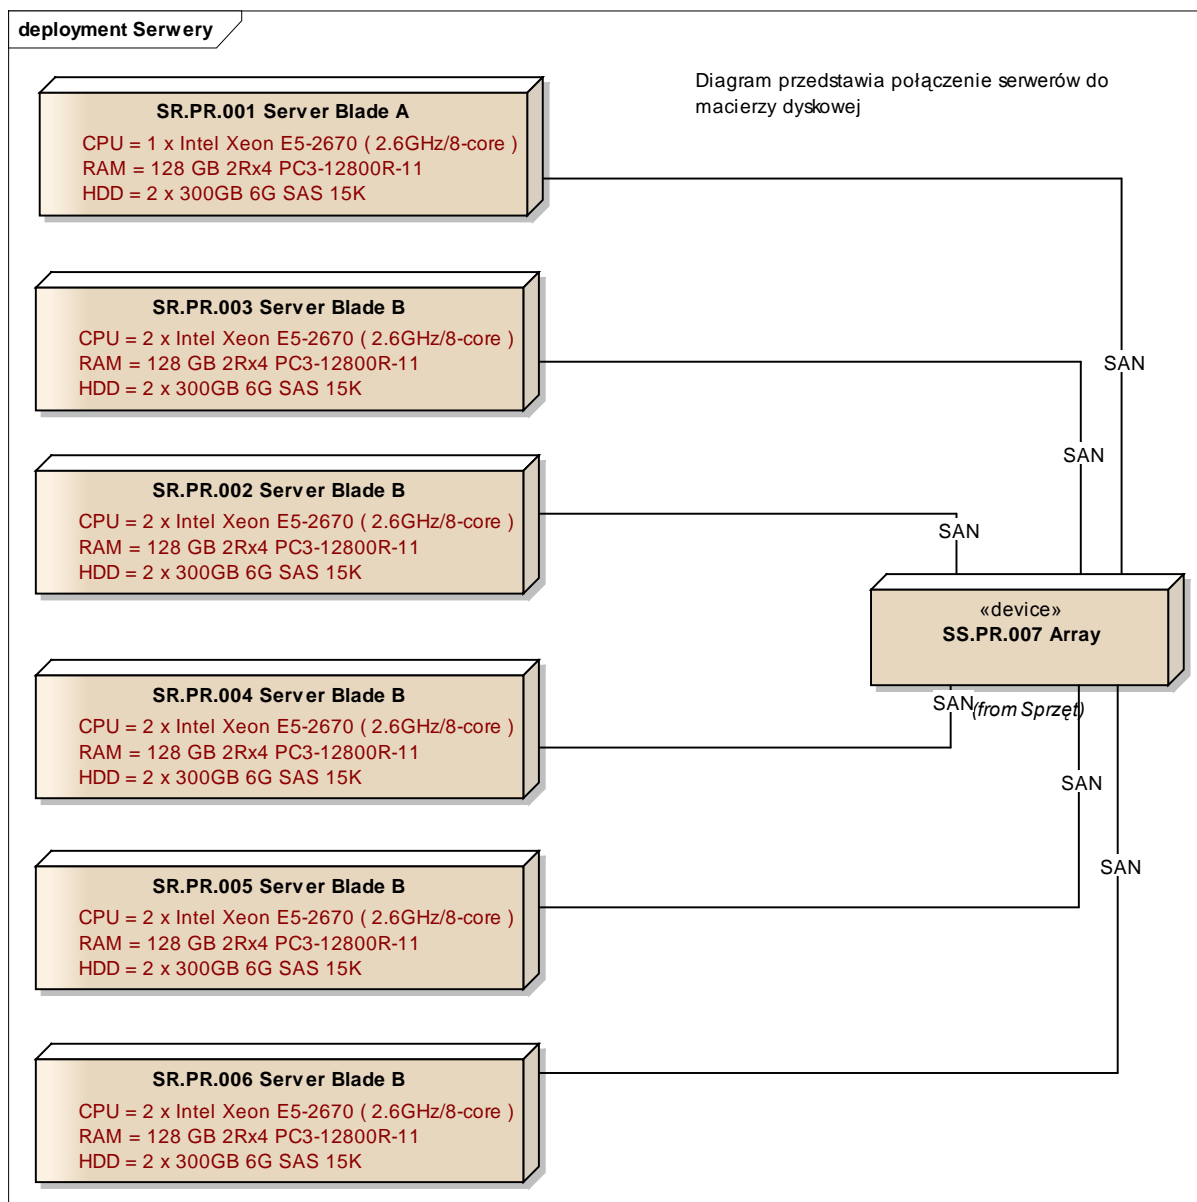 deployment Serwery
Diagram przedstawia połączenie serwerów do
macierzy dyskowej
SR.PR.001 Server Blade A
CPU = 1 x Intel Xeon E5-2670 ( 2.6GHz/8-core )
RAM = 128 GB 2Rx4 PC3-12800R-11
HDD = 2 x 300GB 6G SAS 15K
SR.PR.003 Server Blade B
CPU = 2 x Intel Xeon E5-2670 ( 2.6GHz/8-core )
RAM = 128 GB 2Rx4 PC3-12800R-11
HDD = 2 x 300GB 6G SAS 15K
SAN
SAN
SR.PR.002 Server Blade B
CPU = 2 x Intel Xeon E5-2670 ( 2.6GHz/8-core )
RAM = 128 GB 2Rx4 PC3-12800R-11
HDD = 2 x 300GB 6G SAS 15K
SAN
«device»
SS.PR.007 Array
(from Sprzęt)
SR.PR.004 Server Blade B
CPU = 2 x Intel Xeon E5-2670 ( 2.6GHz/8-core )
RAM = 128 GB 2Rx4 PC3-12800R-11
HDD = 2 x 300GB 6G SAS 15K
SAN
SAN
SAN
SR.PR.005 Server Blade B
CPU = 2 x Intel Xeon E5-2670 ( 2.6GHz/8-core )
RAM = 128 GB 2Rx4 PC3-12800R-11
HDD = 2 x 300GB 6G SAS 15K
SR.PR.006 Server Blade B
CPU = 2 x Intel Xeon E5-2670 ( 2.6GHz/8-core )
RAM = 128 GB 2Rx4 PC3-12800R-11
HDD = 2 x 300GB 6G SAS 15K